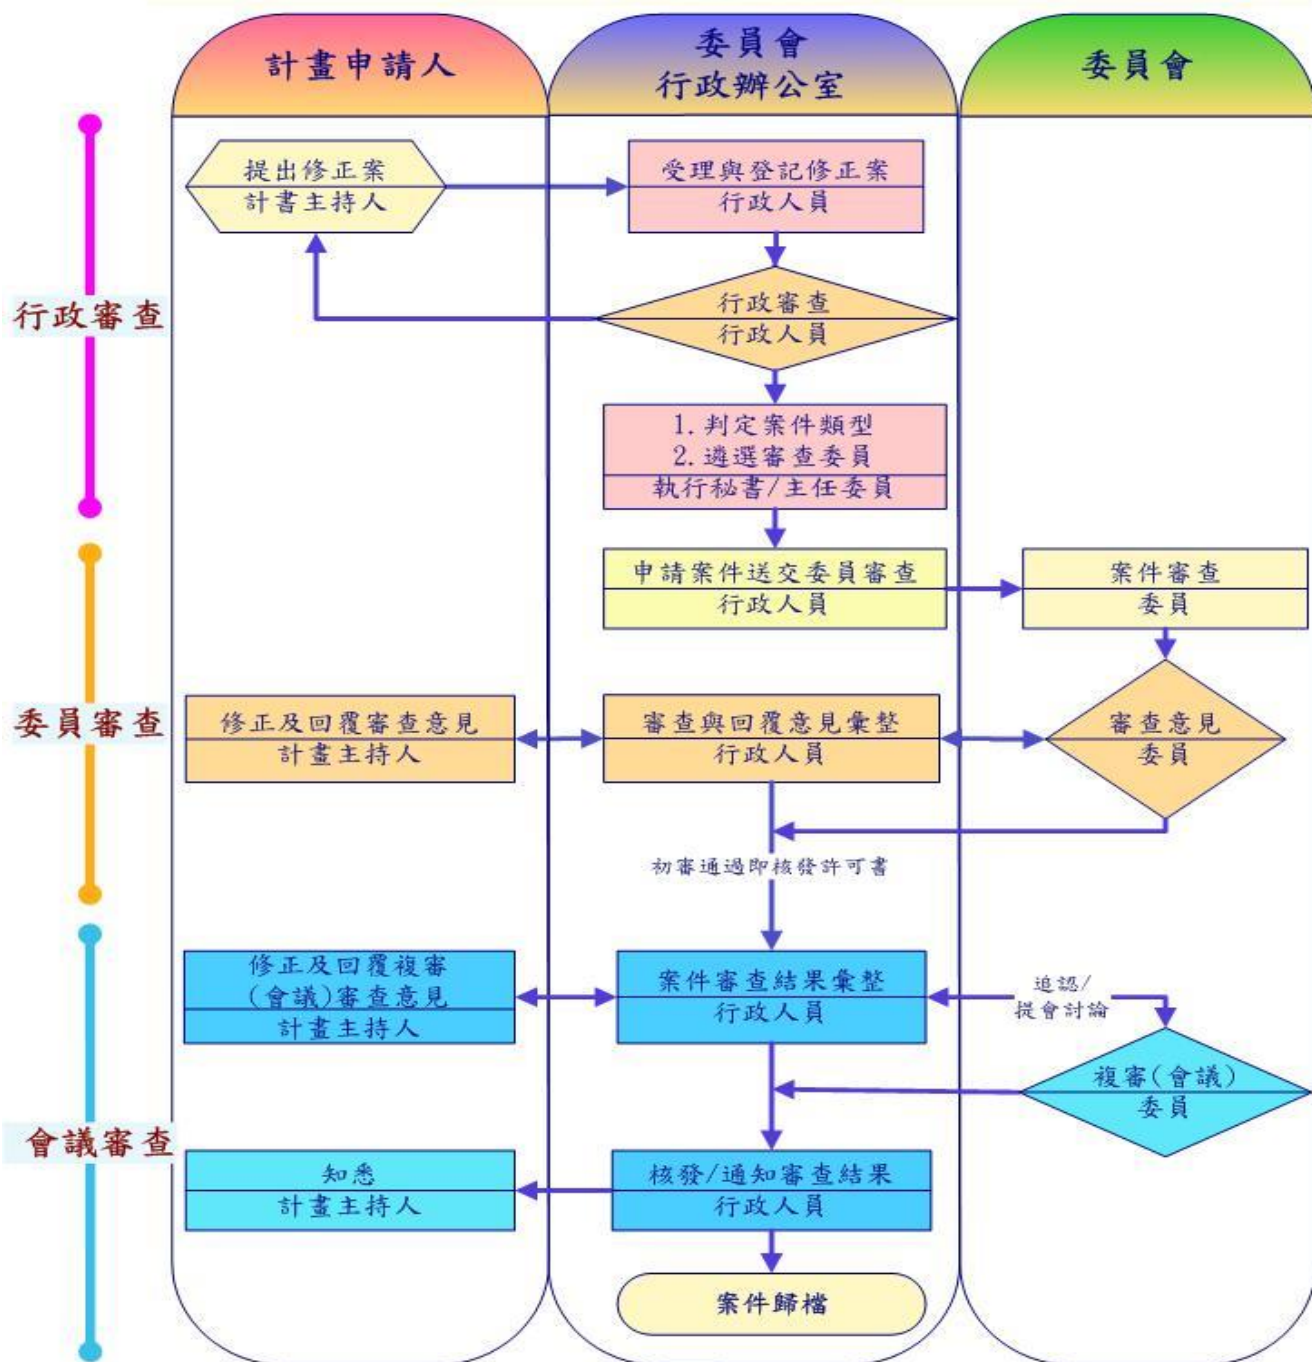 計畫申請人
委員會
行政辦公室
委員會
行政審查
提出修正案
計書主持人
受理與登記修正案
行政人員
行政審查
行政人員
1.判定案件類型
2.遴選審查委員
執行秘書/主任委員
委員審查
申請案件送交委員審查
行政人員
案件審查
委員
修正及回覆審查意見
計畫主持人
審查與回覆意見彙整
行政人員
審查意見
委員
初審通過即核發許可書
會議審查
修正及回覆複審
(會議)審查意見
計畫主持人
案件審查結果彙整
行政人員
追認/
提會討論
複審(會議)
委員
知悉
計畫主持人
核發/通知審查結果
行政人員
案件歸檔